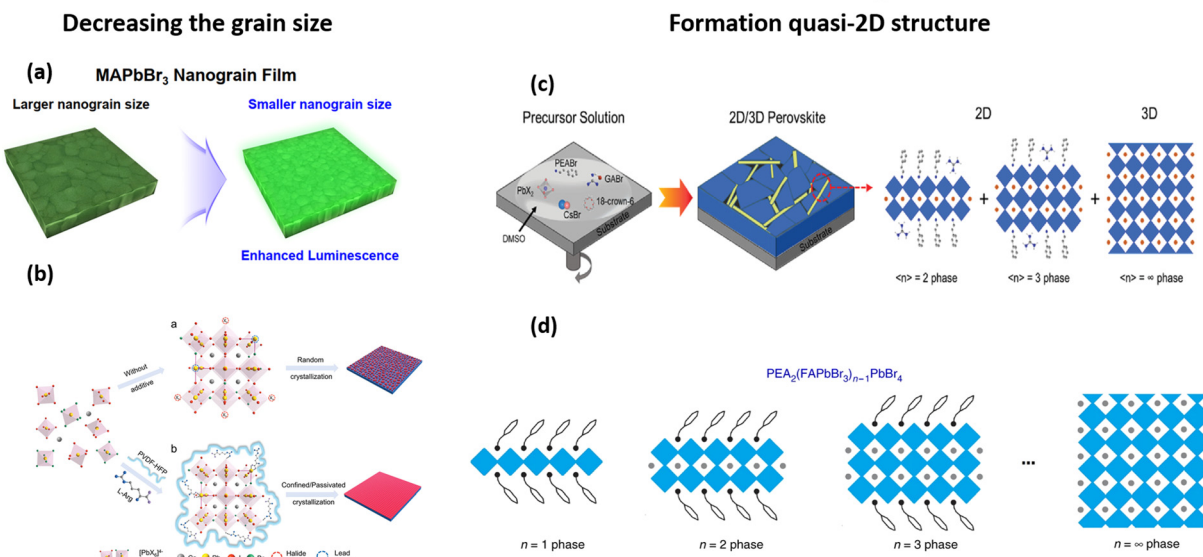 Decreasing the grain size
Formation quasi-2D structure
(a)
MAPbBr₃ Nanograin Film
Larger nanograin size
Smaller nanograin size
Enhanced Luminescence
(b)
a
Without
additive
Random
crystallization
PVDF-HFP
L-Arg
b
Confined/Passivated
crystallization
[PbX₆]⁴⁻
Halide
Lead
(c)
Precursor Solution
PEABr
PbX₂
GABr
18-crown-6
CsBr
DMSO
Substrate
2D/3D Perovskite
Substrate
2D
3D
+
+
<n> = 2 phase
<n> = 3 phase
<n> = ∞ phase
(d)
PEA₂(FAPbBr₃)ₙ₋₁PbBr₄
...
n = 1 phase
n = 2 phase
n = 3 phase
n = ∞ phase